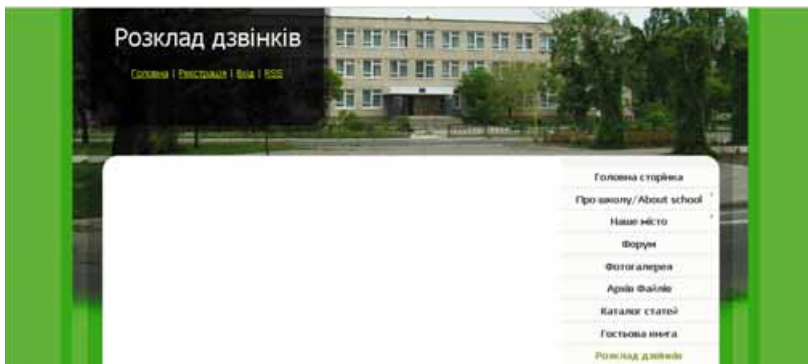 Розклад дзвінків
Головна | Реєстрація | Вхід | RSS
Головна сторінка
Про школу/About school
Наше місто
Форум
Фотогалерея
Архів Файлів
Каталог статей
Гостьова книга
Розклад дзвінків